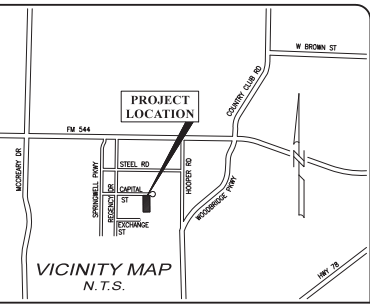 W BROWN ST
COUNTRY CLUB RD
PROJECT
LOCATION
FM 544
MCCREARY DR
SPRINGWELL PKWY
REGENCY DR
STEEL RD
HOOPER RD
CAPITAL
ST
WOODBRIDGE PKWY
EXCHANGE
ST
N
VICINITY MAP
N.T.S.
HWY 78